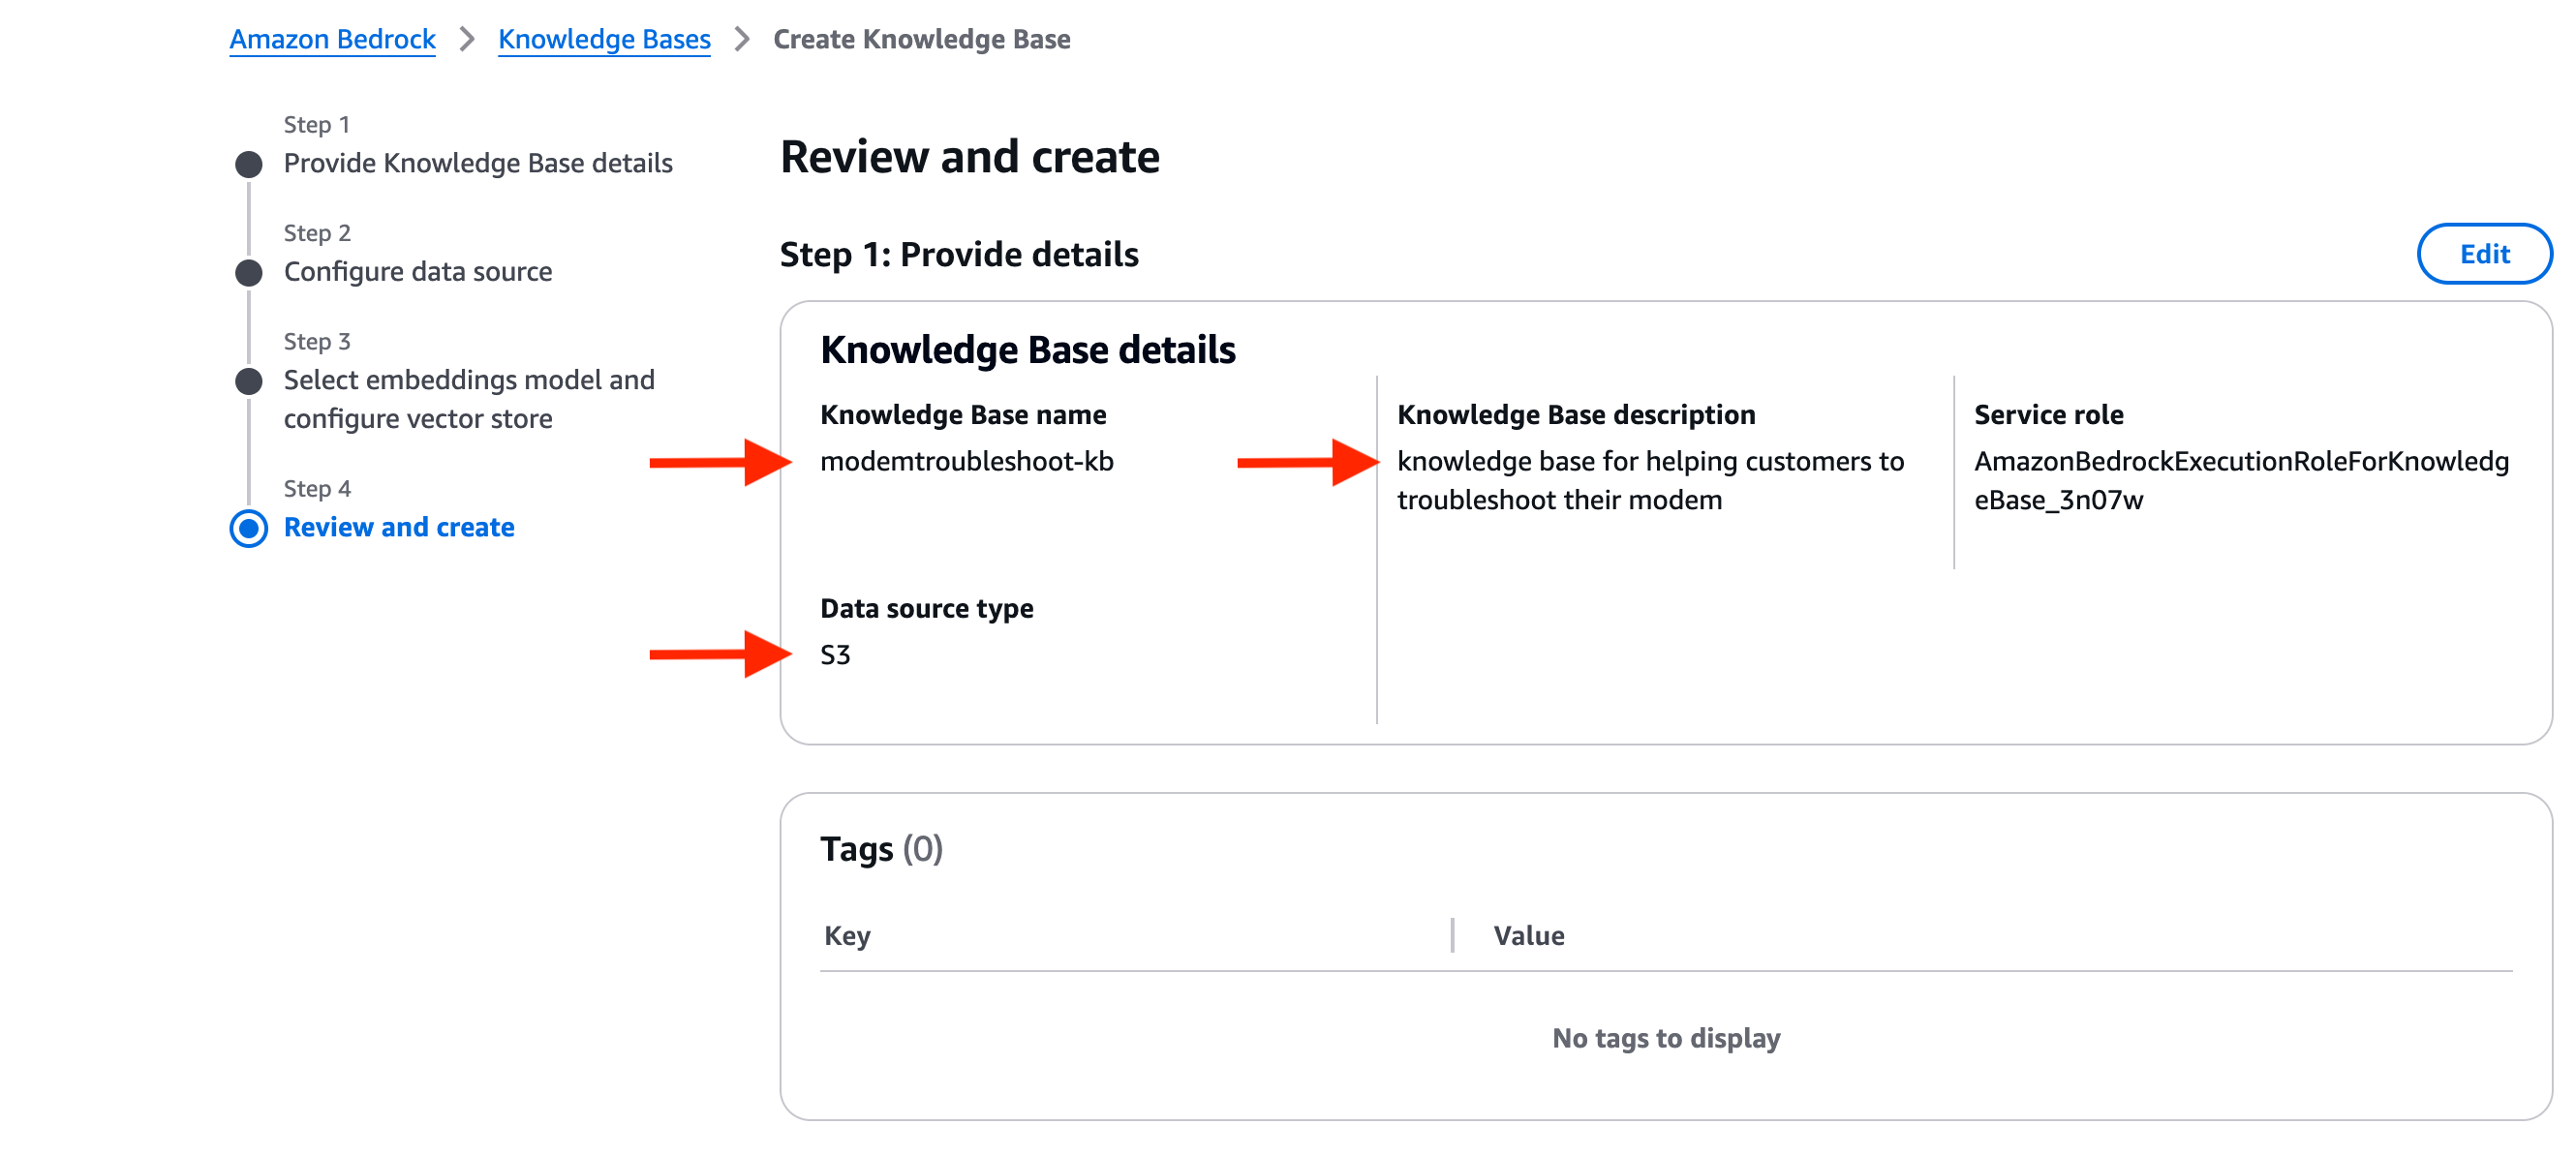 Amazon Bedrock > Knowledge Bases > Create Knowledge Base
Step 1
Provide Knowledge Base details
Step 2
Configure data source
Step 3
Select embeddings model and
configure vector store
Step 4
Review and create
Review and create
Step 1: Provide details
Edit
Knowledge Base details
Knowledge Base name
modemtroubleshoot-kb
Knowledge Base description
knowledge base for helping customers to
troubleshoot their modem
Service role
AmazonBedrockExecutionRoleForKnowledg
eBase_3n07w
Data source type
S3
Tags (0)
Key
Value
No tags to display